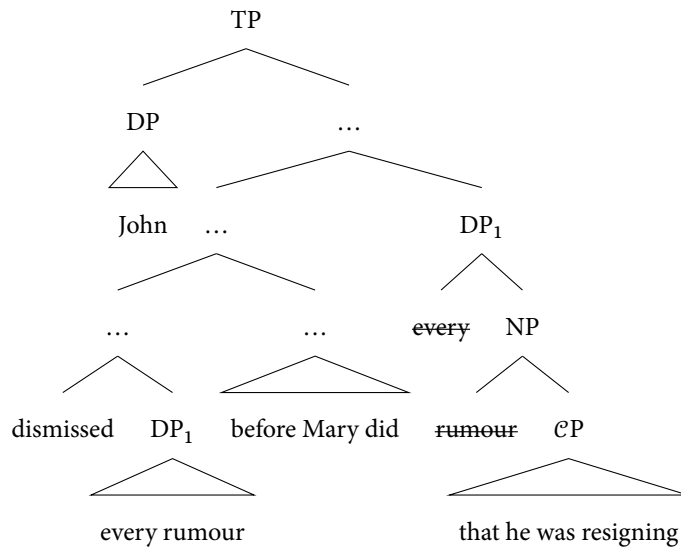 TP
DP ...
John ... DP₁
... ... every NP
dismissed DP₁ before Mary did rumour 𝒞P
every rumour that he was resigning